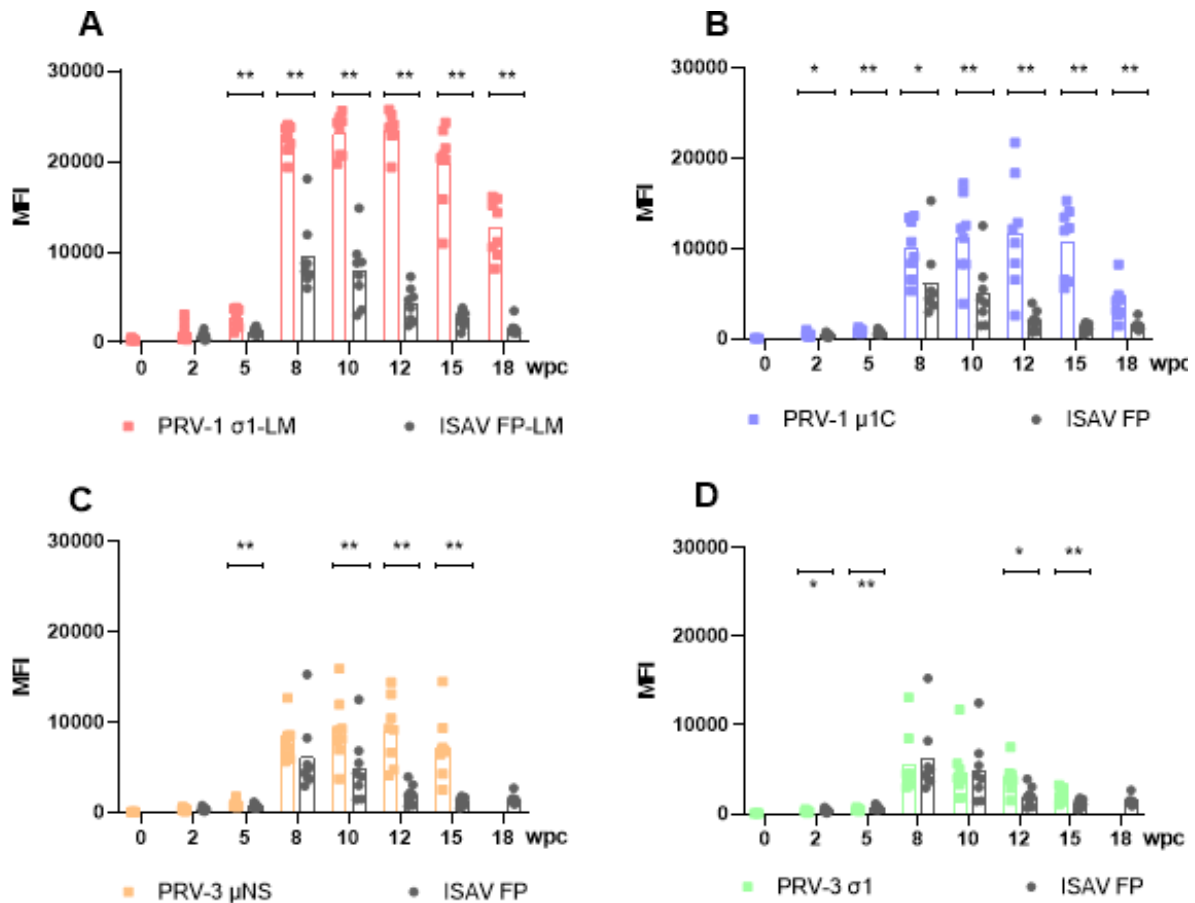 A
30000
20000
10000
0
MFI
** ** ** ** ** **
0 2 5 8 10 12 15 18 wpc
PRV-1 σ1-LM ISAV FP-LM
B
30000
20000
10000
0
MFI
* ** * ** ** ** **
0 2 5 8 10 12 15 18 wpc
PRV-1 µ1C ISAV FP
C
30000
20000
10000
0
MFI
** ** ** **
0 2 5 8 10 12 15 18 wpc
PRV-3 µNS ISAV FP
D
30000
20000
10000
0
MFI
* ** * **
0 2 5 8 10 12 15 18 wpc
PRV-3 σ1 ISAV FP